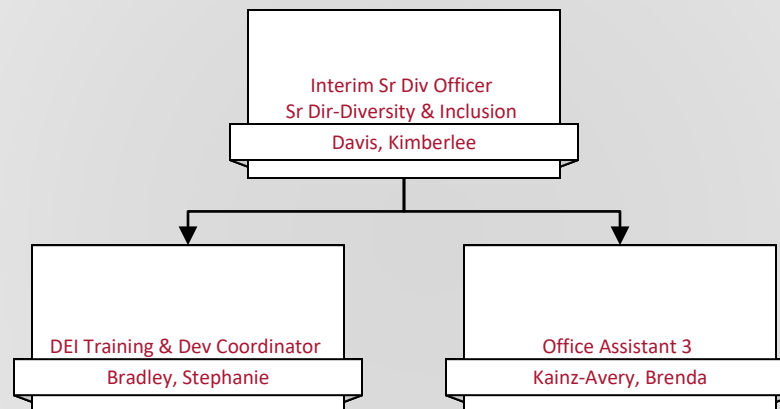 Interim Sr Div Officer
Sr Dir-Diversity & Inclusion
Davis, Kimberlee
DEI Training & Dev Coordinator
Bradley, Stephanie
Office Assistant 3
Kainz-Avery, Brenda